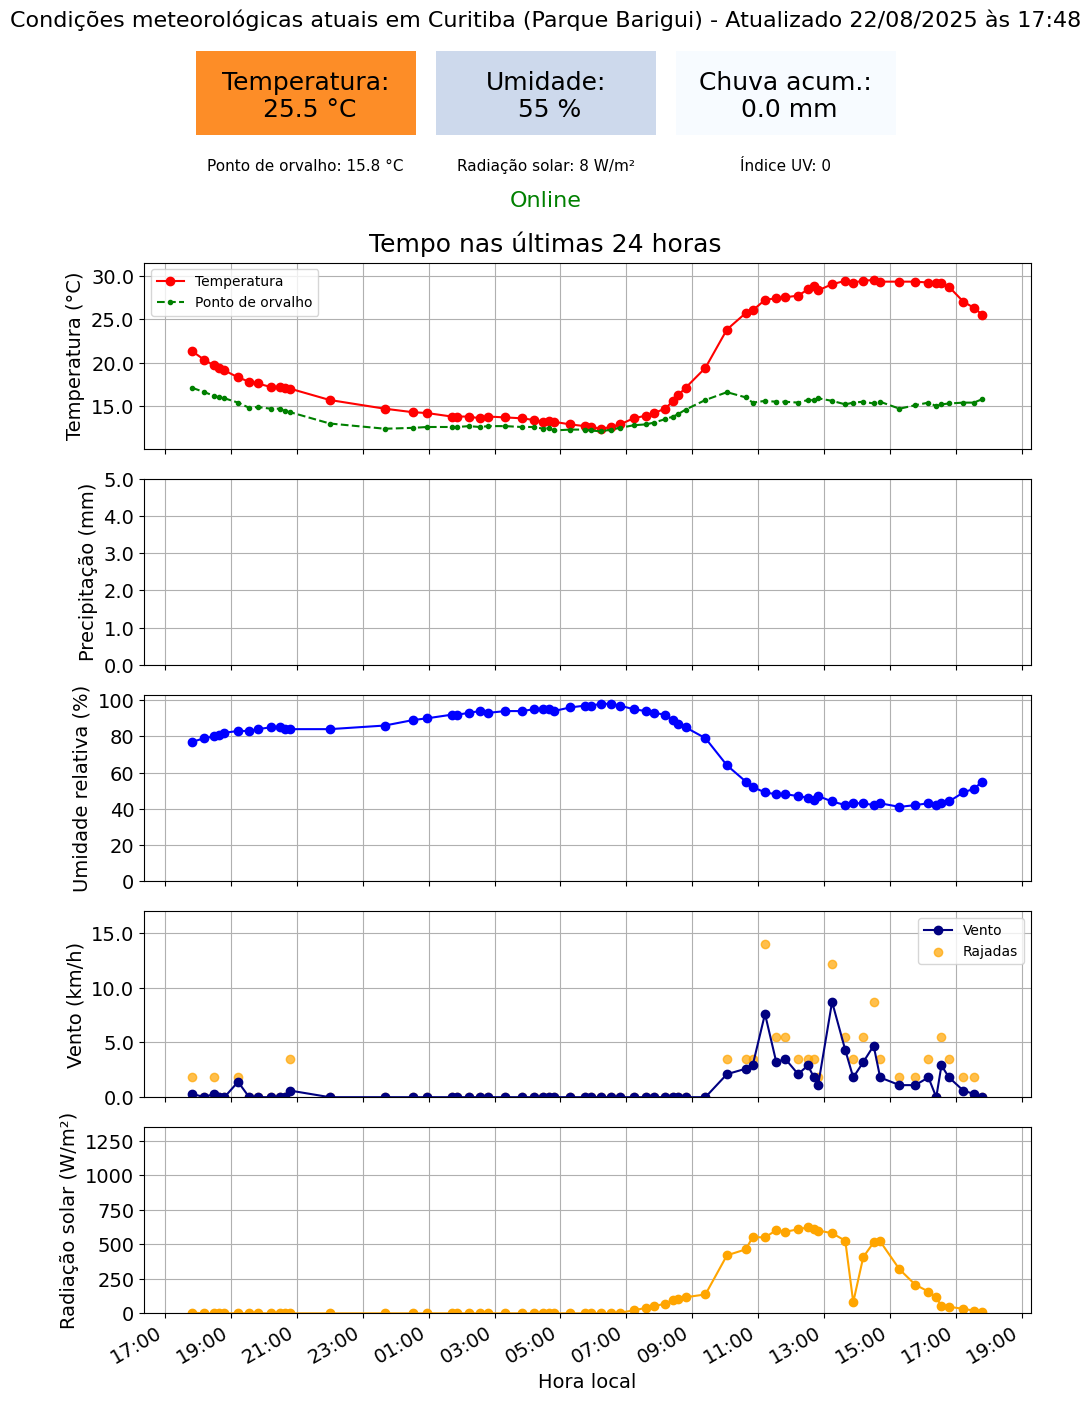 Condições meteorológicas atuais em Curitiba (Parque Barigui) - Atualizado 22/08/2025 às 17:48
Temperatura:
25.5 °C
Umidade:
55 %
Chuva acum.:
0.0 mm
Ponto de orvalho: 15.8 °C
Radiação solar: 8 W/m²
Índice UV: 0
Online
Tempo nas últimas 24 horas
Temperatura (°C)
30.0
25.0
20.0
15.0
Temperatura
Ponto de orvalho
Precipitação (mm)
5.0
4.0
3.0
2.0
1.0
0.0
Umidade relativa (%)
100
80
60
40
20
0
Vento (km/h)
15.0
10.0
5.0
0.0
Vento
Rajadas
Radiação solar (W/m²)
1250
1000
750
500
250
0
17:00
19:00
21:00
23:00
01:00
03:00
05:00
07:00
09:00
11:00
13:00
15:00
17:00
19:00
Hora local